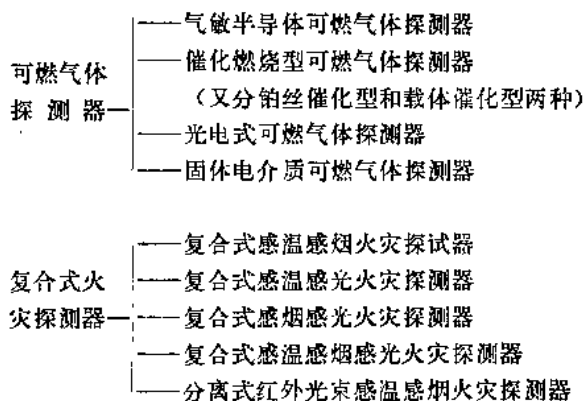 气敏半导体可燃气体探测器
可燃气体
探测器
催化燃烧型可燃气体探测器
（又分铂丝催化型和载体催化型两种）
光电式可燃气体探测器
固体电介质可燃气体探测器
复合式火
灾探测器
复合式感温感烟火灾探试器
复合式感温感光火灾探测器
复合式感烟感光火灾探测器
复合式感温感烟感光火灾探测器
分离式红外光束感温感烟火灾探测器